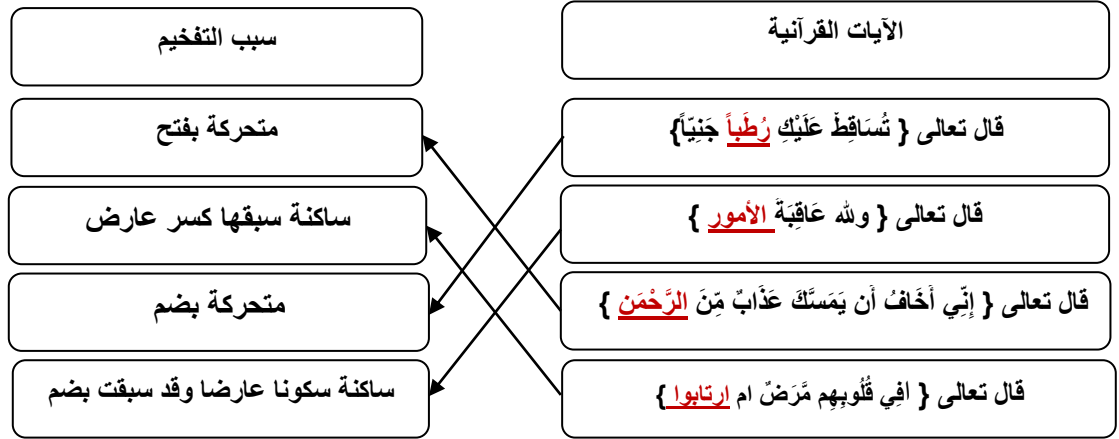 الآيات القرآنية
سبب التفخيم
قال تعالى { تُسَاقِطْ عَلَيْكِ رُطَباً جَنِيّاً}
متحركة بفتح
قال تعالى { ولله عَاقِبَةُ الأمور }
ساكنة سبقها كسر عارض
قال تعالى { إِنِّي أَخَافُ أَن يَمَسَّكَ عَذَابٌ مِّنَ الرَّحْمَن }
متحركة بضم
قال تعالى { افِي قُلُوبِهِم مَّرَضٌ ام ارتابوا }
ساكنة سكونا عارضا وقد سبقت بضم